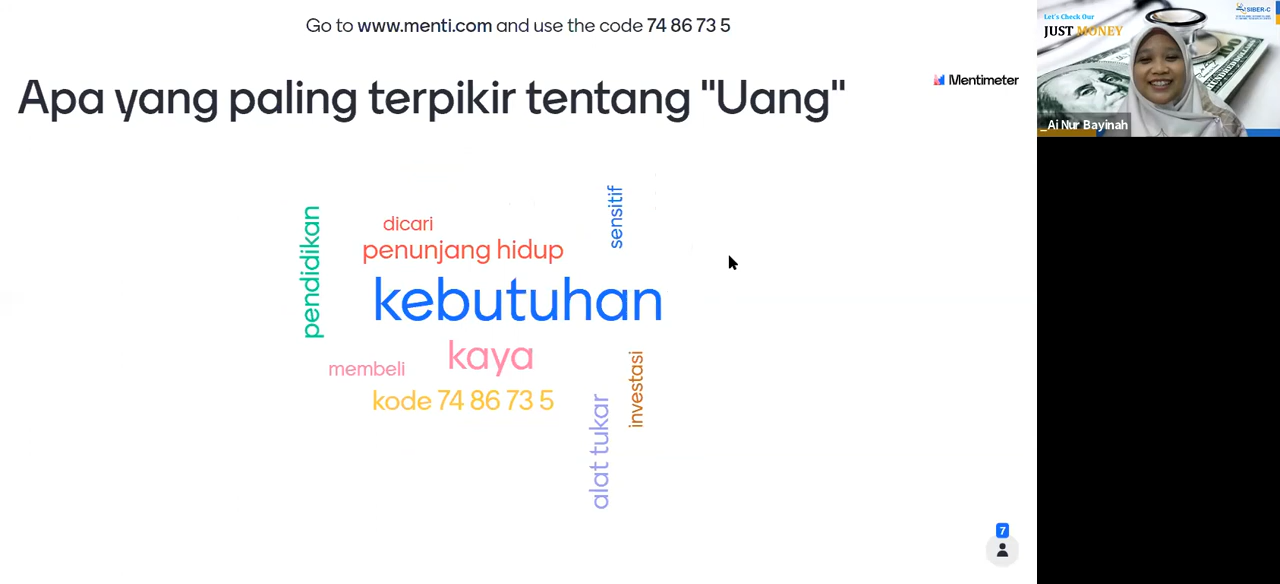 Go to www.menti.com and use the code 74 86 73 5
Apa yang paling terpikir tentang "Uang"
Mentimeter
pendidikan
dicari
penunjang hidup
sensitif
kebutuhan
kaya
membeli
kode 74 86 73 5
investasi
alat tukar
7
Let's Check Our
JUST MONEY
SIBER-C
100
_Ai Nur Bayinah